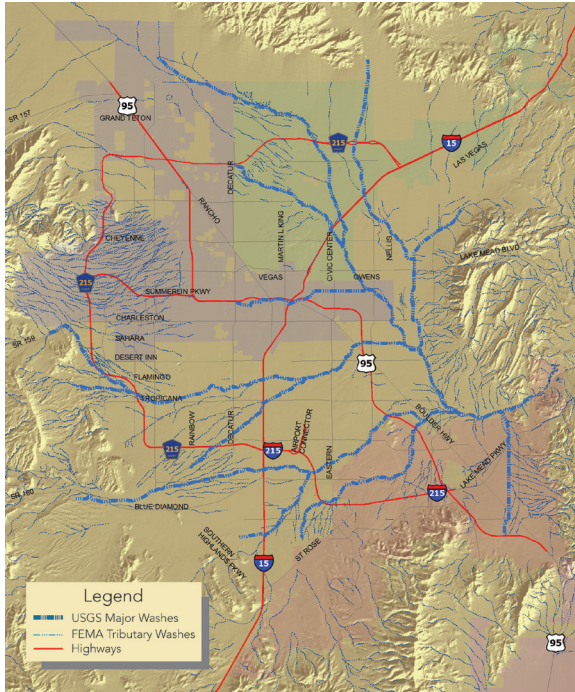 95
SR 157
GRAND TETON
215
15
LAS VEGAS
DECATUR
RANCHO
MARTIN L KING
CIVIC CENTER
NELLIS
CHEYENNE
LAKE MEAD BLVD
215
SUMMERLIN PKWY
VEGAS
OWENS
CHARLESTON
SAHARA
SR 159
DESERT INN
95
FLAMINGO
TROPICANA
RAINBOW
DECATUR
AIRPORT
CONNECTOR
BOULDER HWY
215
215
EASTERN
LAKE MEAD PKWY
215
SR 160
BLUE DIAMOND
SOUTHERN
HIGHLANDS PKWY
15
ST ROSE
Legend
USGS Major Washes
FEMA Tributary Washes
Highways
95